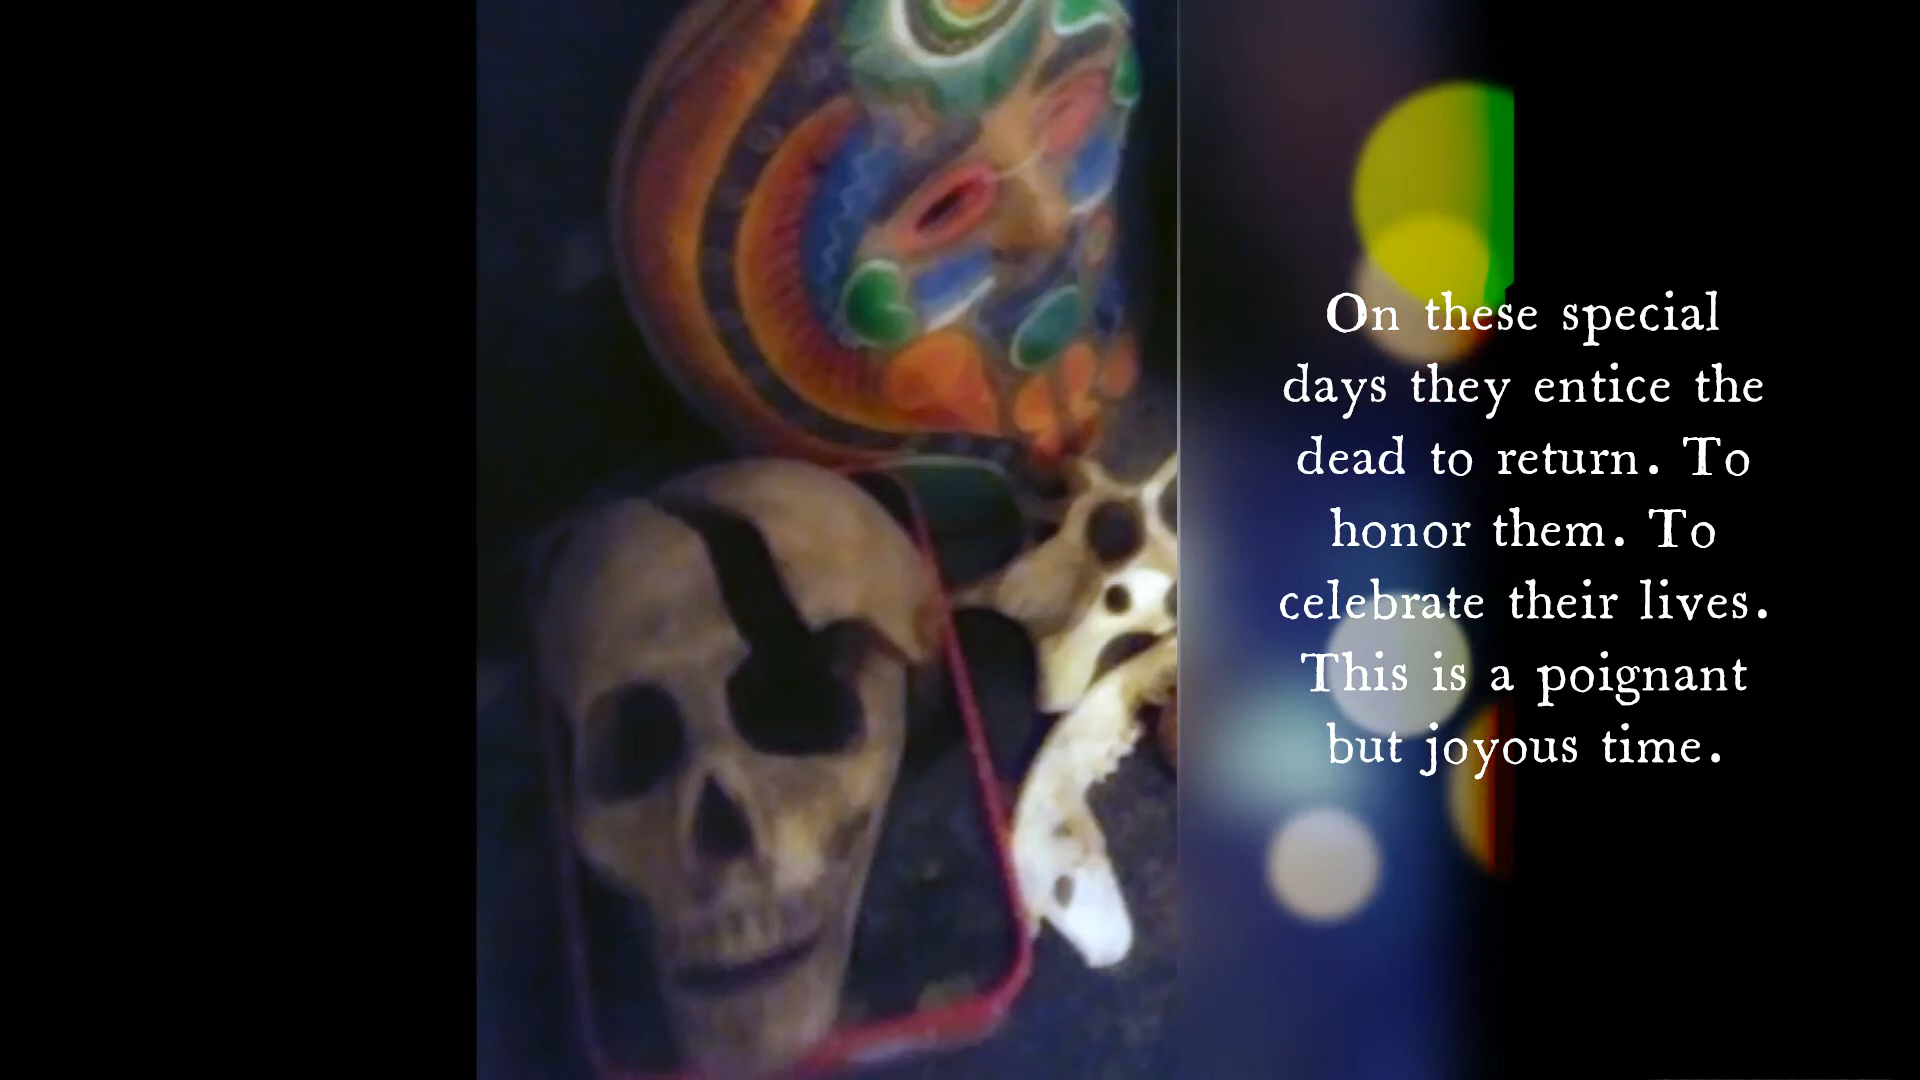 On these special
days they entice the
dead to return. To
honor them. To
celebrate their lives.
This is a poignant
but joyous time.